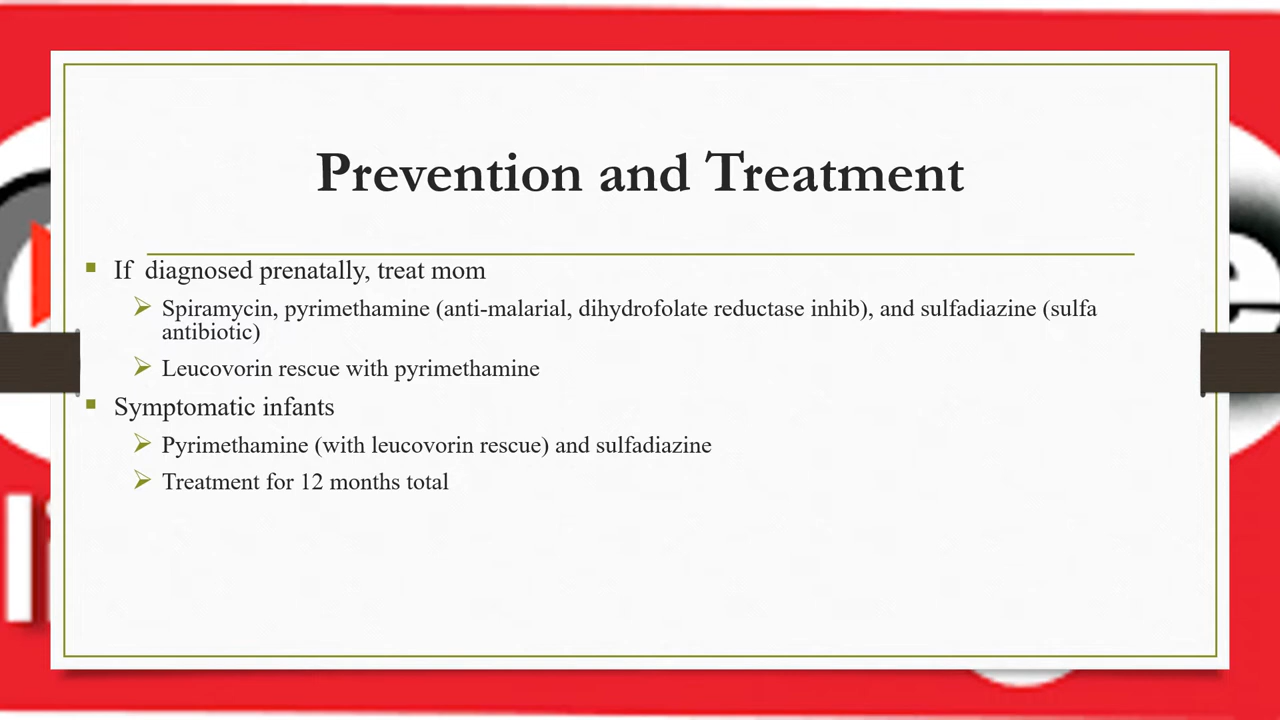 Prevention and Treatment
If  diagnosed prenatally, treat mom
Spiramycin, pyrimethamine (anti-malarial, dihydrofolate reductase inhib), and sulfadiazine (sulfa
antibiotic)
Leucovorin rescue with pyrimethamine
Symptomatic infants
Pyrimethamine (with leucovorin rescue) and sulfadiazine
Treatment for 12 months total